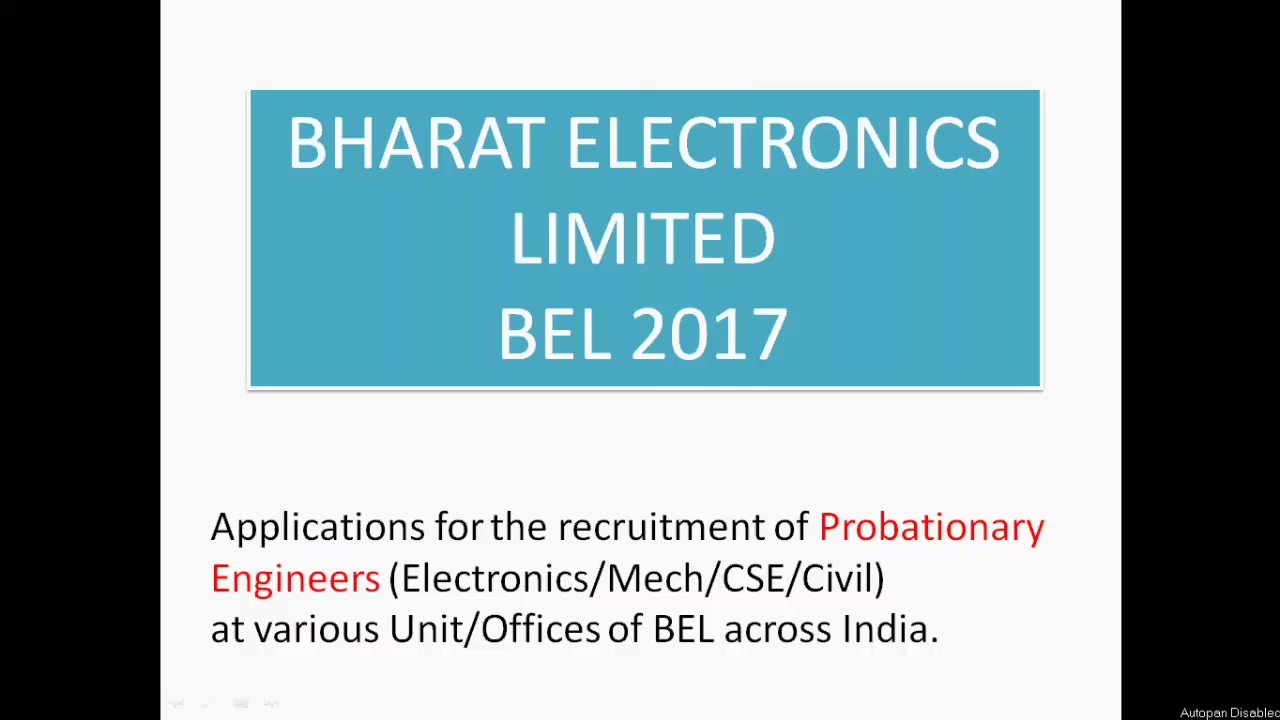 BHARAT ELECTRONICS
LIMITED
BEL 2017
Applications for the recruitment of Probationary
Engineers (Electronics/Mech/CSE/Civil)
at various Unit/Offices of BEL across India.
Autopan Disabled